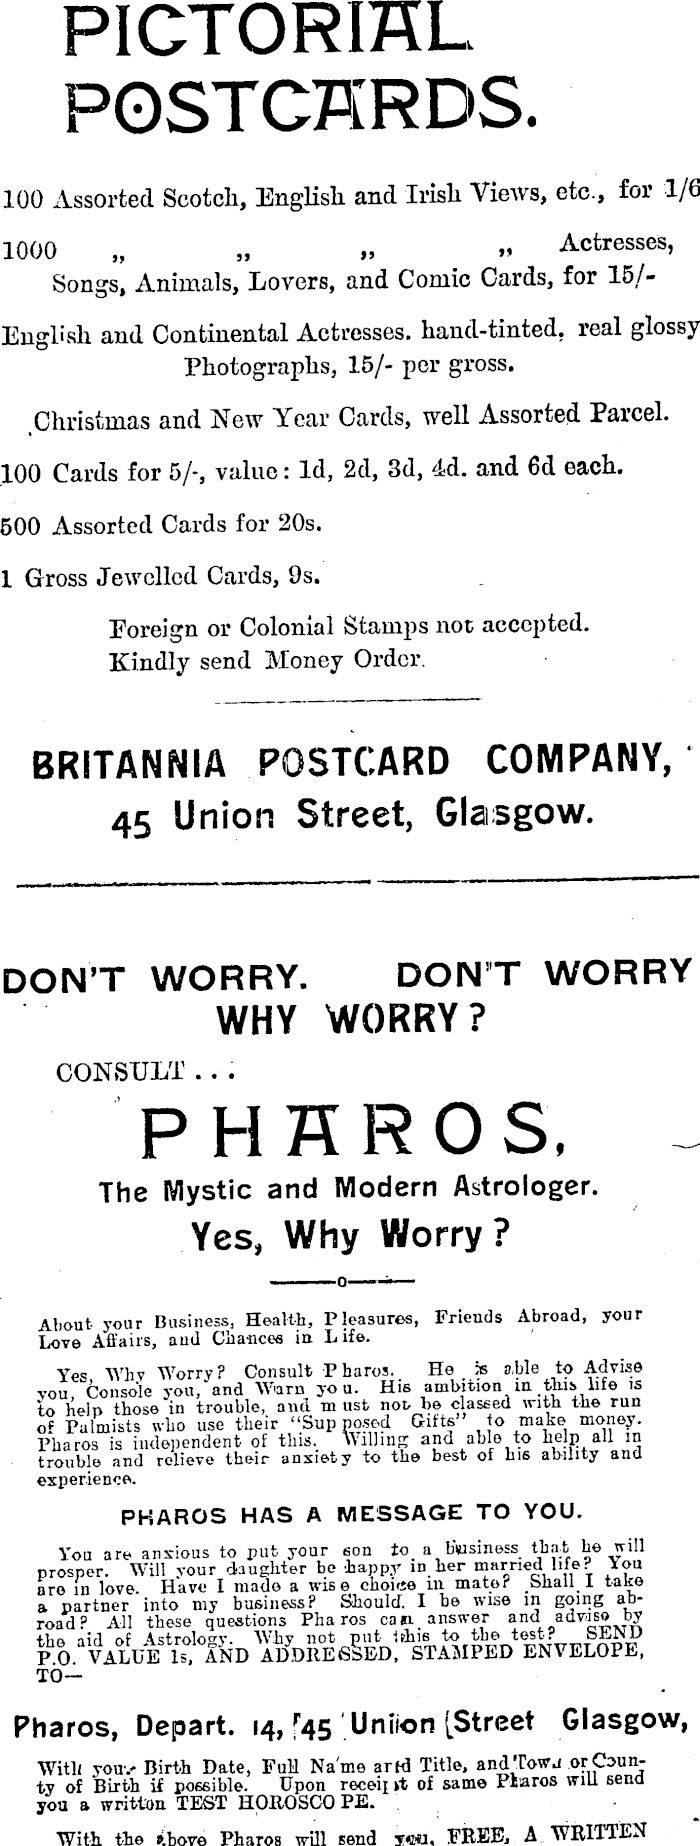 PICTORIAL
POSTCARDS.
100 Assorted Scotch, English and Irish Views, etc., for 1/6
1000 „ „ „ „ Actresses,
Songs, Animals, Lovers, and Comic Cards, for 15/-
English and Continental Actresses. hand-tinted, real glossy
Photographs, 15/- per gross.
Christmas and New Year Cards, well Assorted Parcel.
100 Cards for 5/-, value: 1d, 2d, 3d, 4d. and 6d each.
500 Assorted Cards for 20s.
1 Gross Jewelled Cards, 9s.
Foreign or Colonial Stamps not accepted.
Kindly send Money Order.
BRITANNIA POSTCARD COMPANY,
45 Union Street, Glasgow.
DON'T WORRY. DON'T WORRY
WHY WORRY?
CONSULT ...
PHAROS,
The Mystic and Modern Astrologer.
Yes, Why Worry?
About your Business, Health, Pleasures, Friends Abroad, your
Love Affairs, and Chances in Life.
Yes, Why Worry? Consult Pharos. He is able to Advise
you, Console you, and Warn you. His ambition in this life is
to help those in trouble, and must not be classed with the run
of Palmists who use their "Supposed Gifts" to make money.
Pharos is independent of this. Willing and able to help all in
trouble and relieve their anxiety to the best of his ability and
experience.
PHAROS HAS A MESSAGE TO YOU.
You are anxious to put your son to a business that he will
prosper. Will your daughter be happy in her married life? You
are in love. Have I made a wise choice in mate? Shall I take
a partner into my business? Should I be wise in going ab-
road? All these questions Pharos can answer and advise by
the aid of Astrology. Why not put this to the test? SEND
P.O. VALUE 1s, AND ADDRESSED, STAMPED ENVELOPE,
TO—
Pharos, Depart. 14, 45 Union Street Glasgow,
With your Birth Date, Full Name and Title, and Town or Coun-
ty of Birth if possible. Upon receipt of same Pharos will send
you a written TEST HOROSCOPE.
With the above Pharos will send you, FREE, A WRITTEN